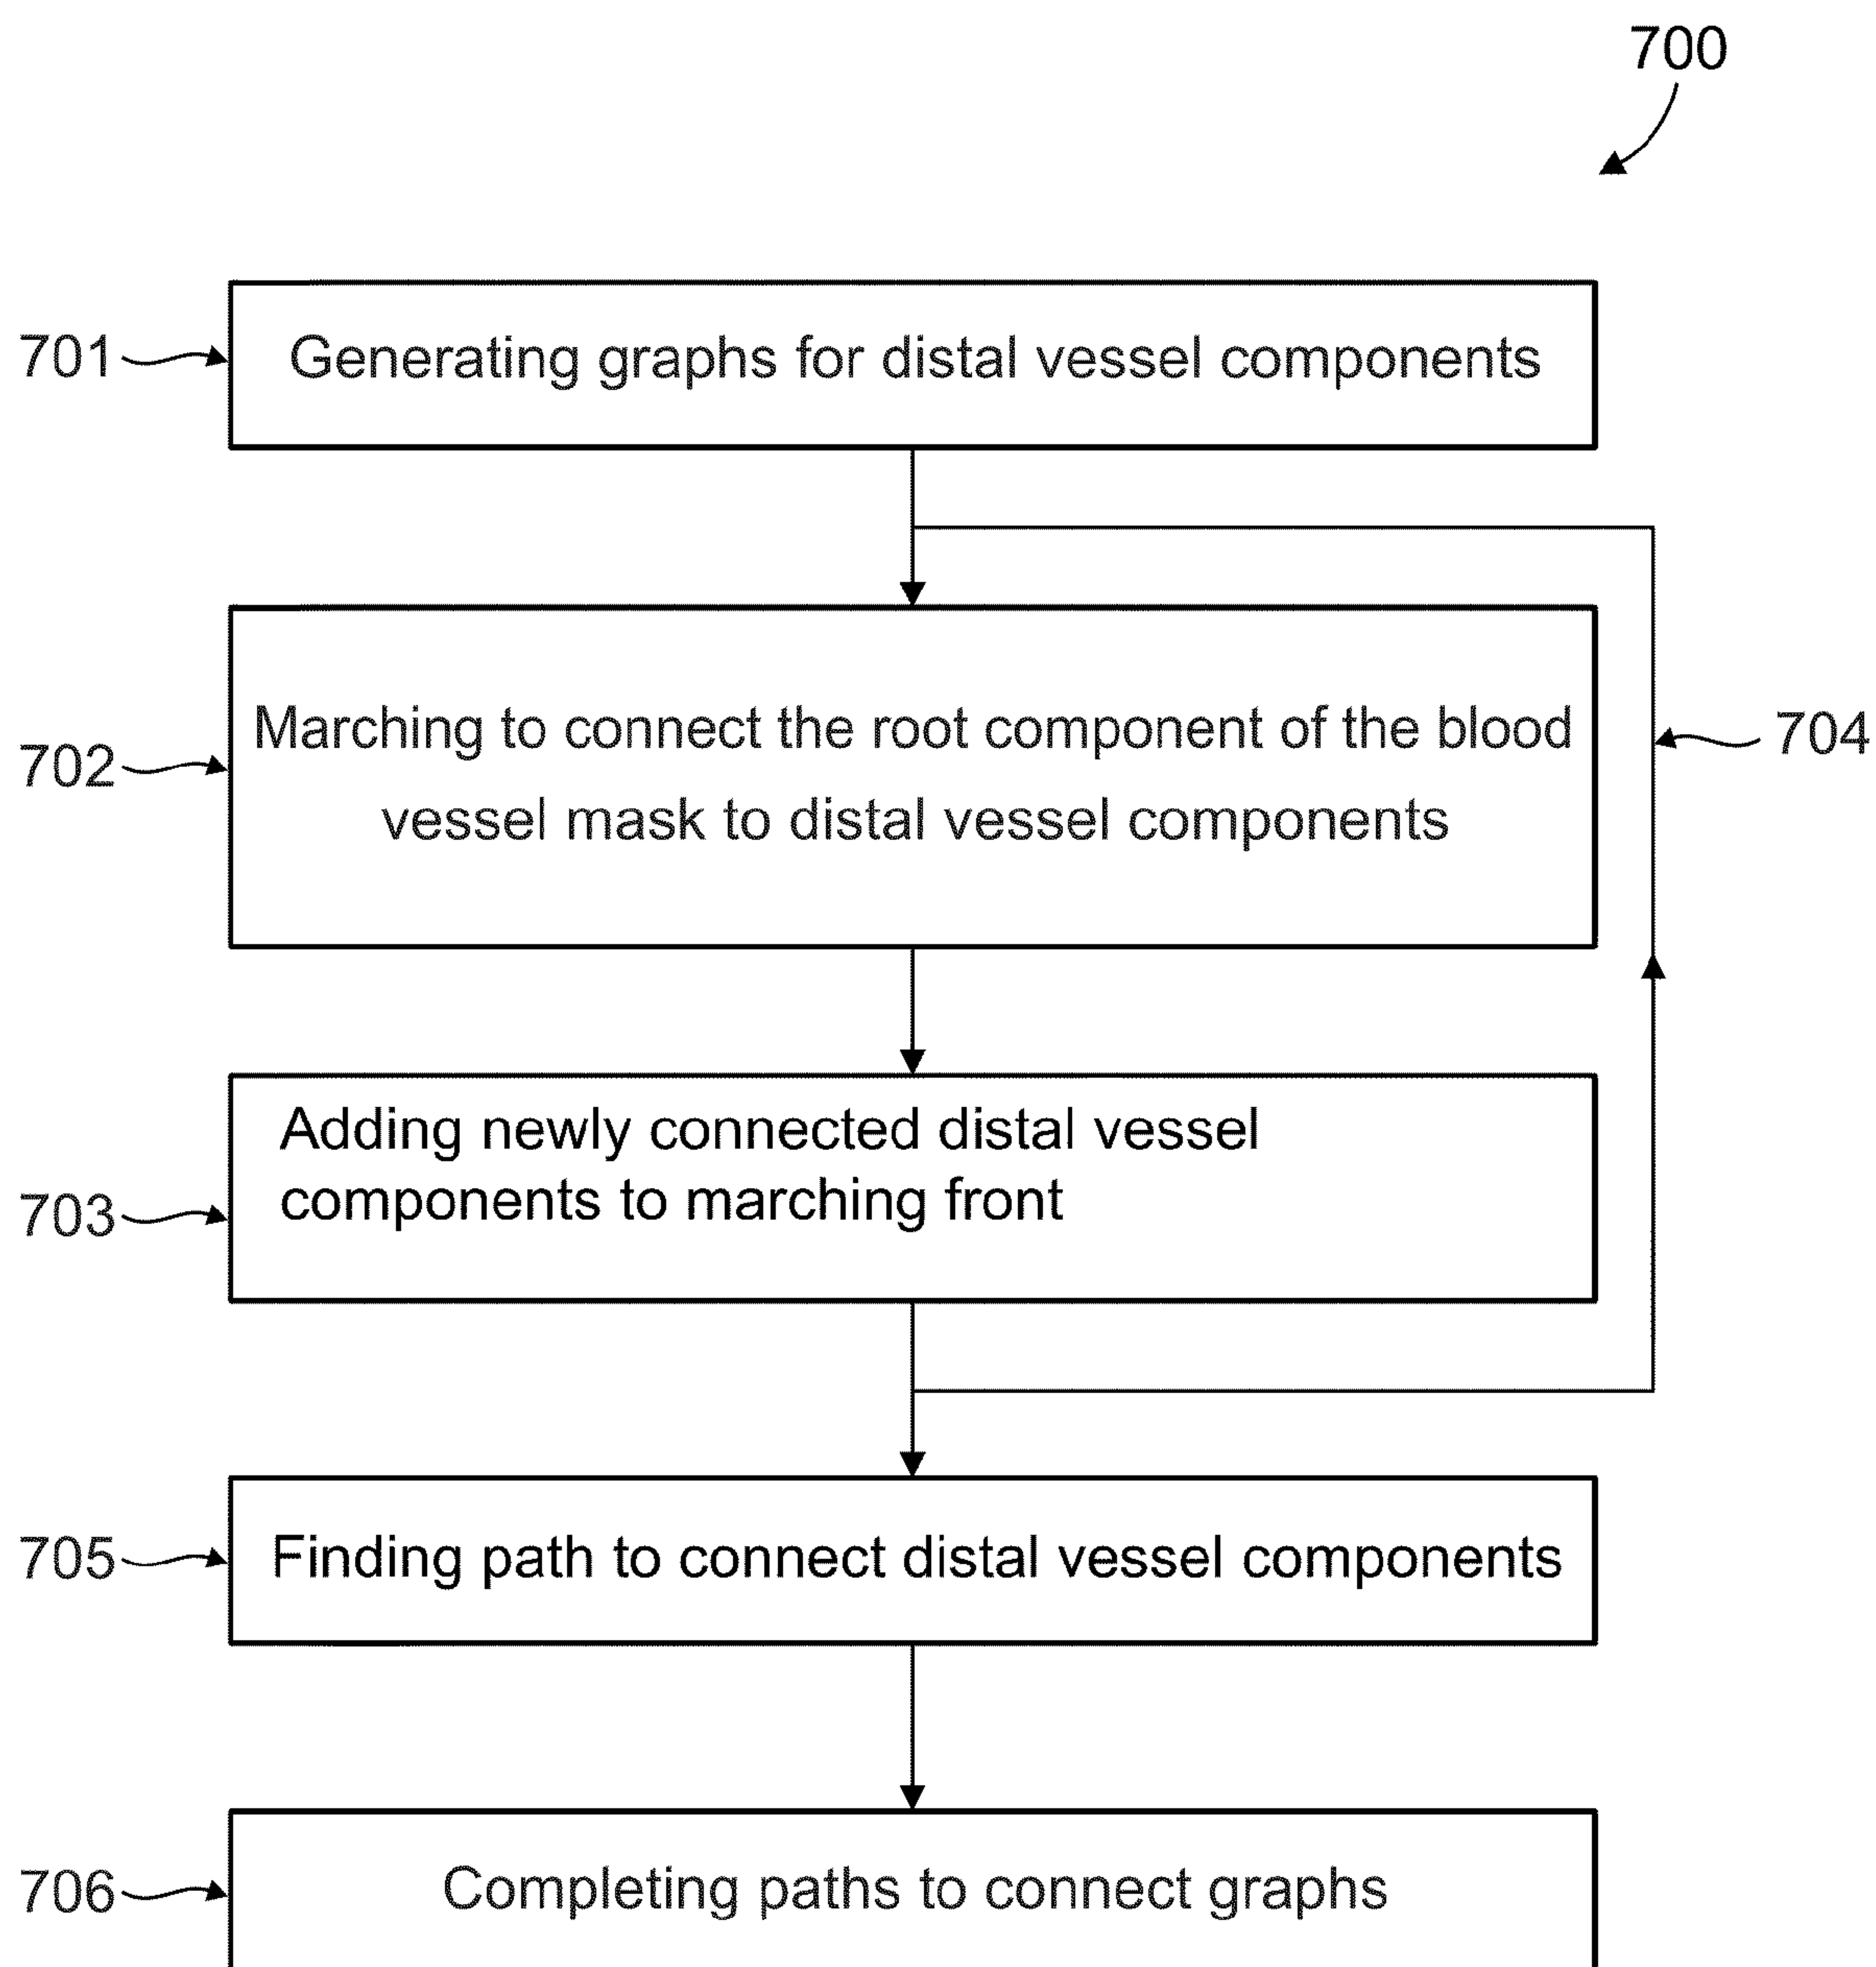 700
701
Generating graphs for distal vessel components
702
Marching to connect the root component of the blood
vessel mask to distal vessel components
704
703
Adding newly connected distal vessel
components to marching front
705
Finding path to connect distal vessel components
706
Completing paths to connect graphs